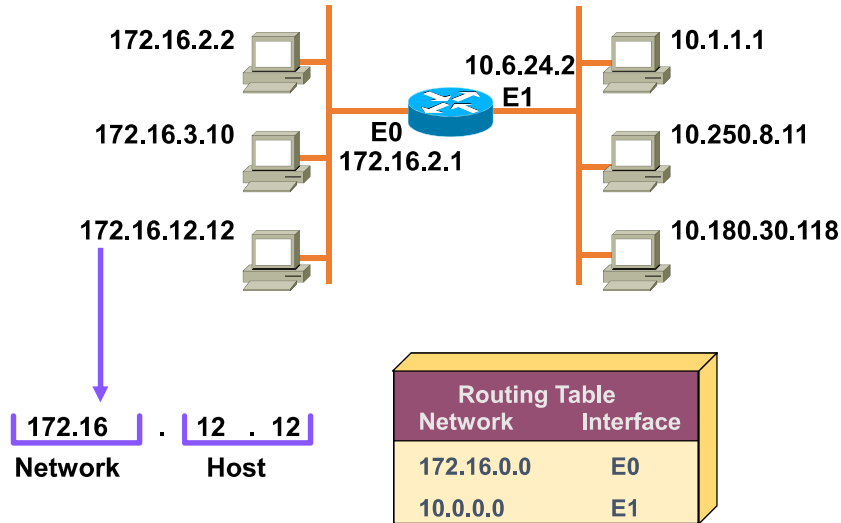 172.16.2.2
10.1.1.1
10.6.24.2
E1
172.16.3.10
E0
10.250.8.11
172.16.2.1
172.16.12.12
10.180.30.118
172.16 . 12 . 12
Network Host
Routing Table
Network Interface
172.16.0.0 E0
10.0.0.0 E1